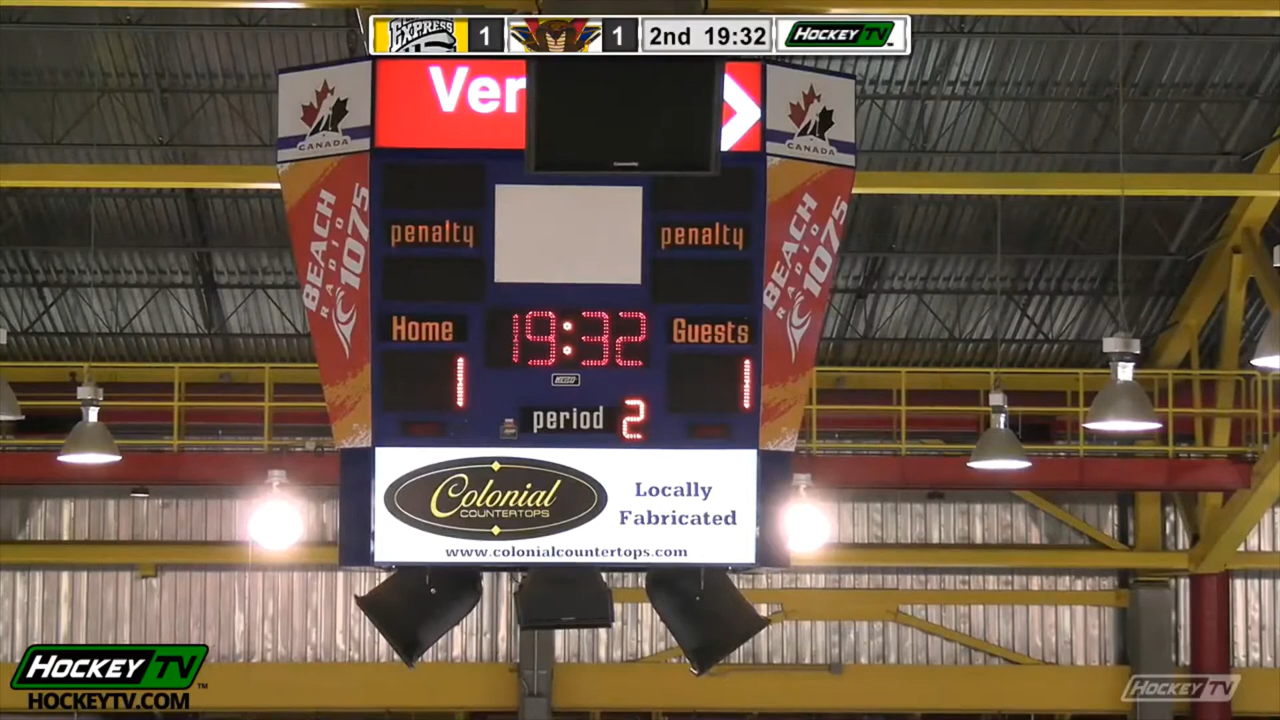 EXPRESS 1 1 2nd 19:32 HOCKEY TV
Ver
CANADA
CANADA
BEACH
RADIO
1075
BEACH
RADIO
1075
penalty penalty
Home 19:32 Guests
1 1
period 2
Colonial
COUNTERTOPS
Locally
Fabricated
www.colonialcountertops.com
HOCKEY TV
HOCKEYTV.COM
HOCKEY TV